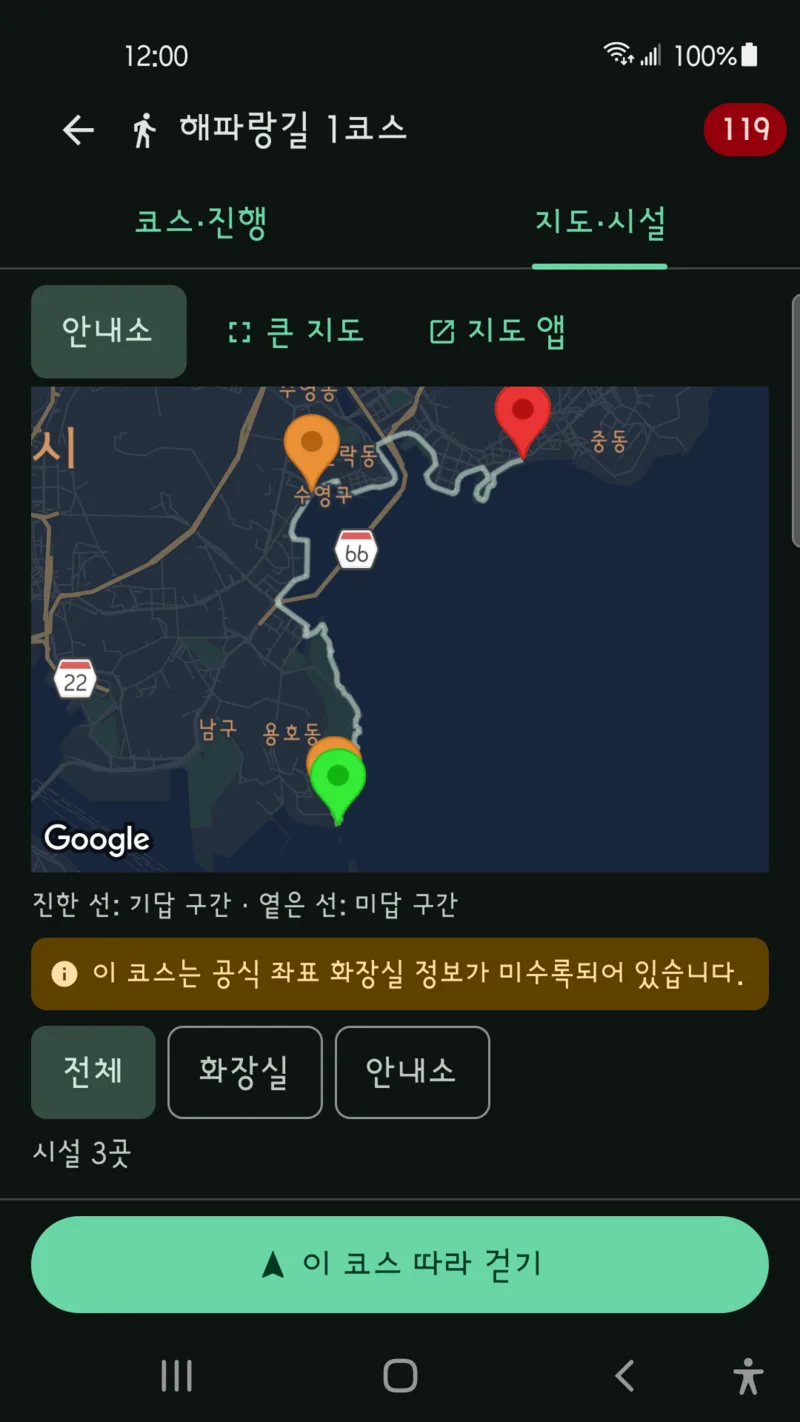 12:00 100%
해파랑길 1코스 119
코스·진행 지도·시설
안내소 큰 지도 지도 앱
수영동
시 락동 중동
수영구
66
22
남구 용호동
Google
진한 선: 기답 구간 · 옅은 선: 미답 구간
이 코스는 공식 좌표 화장실 정보가 미수록되어 있습니다.
전체 화장실 안내소
시설 3곳
이 코스 따라 걷기